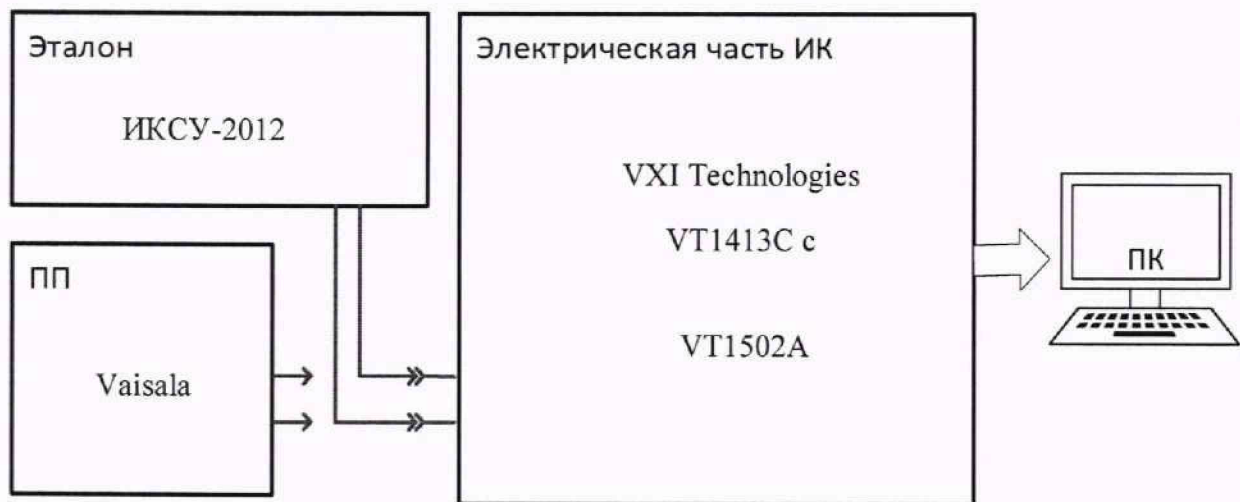 Эталон
ИКСУ-2012
ПП
Vaisala
Электрическая часть ИК
VXI Technologies
VT1413C с
VT1502A
ПК